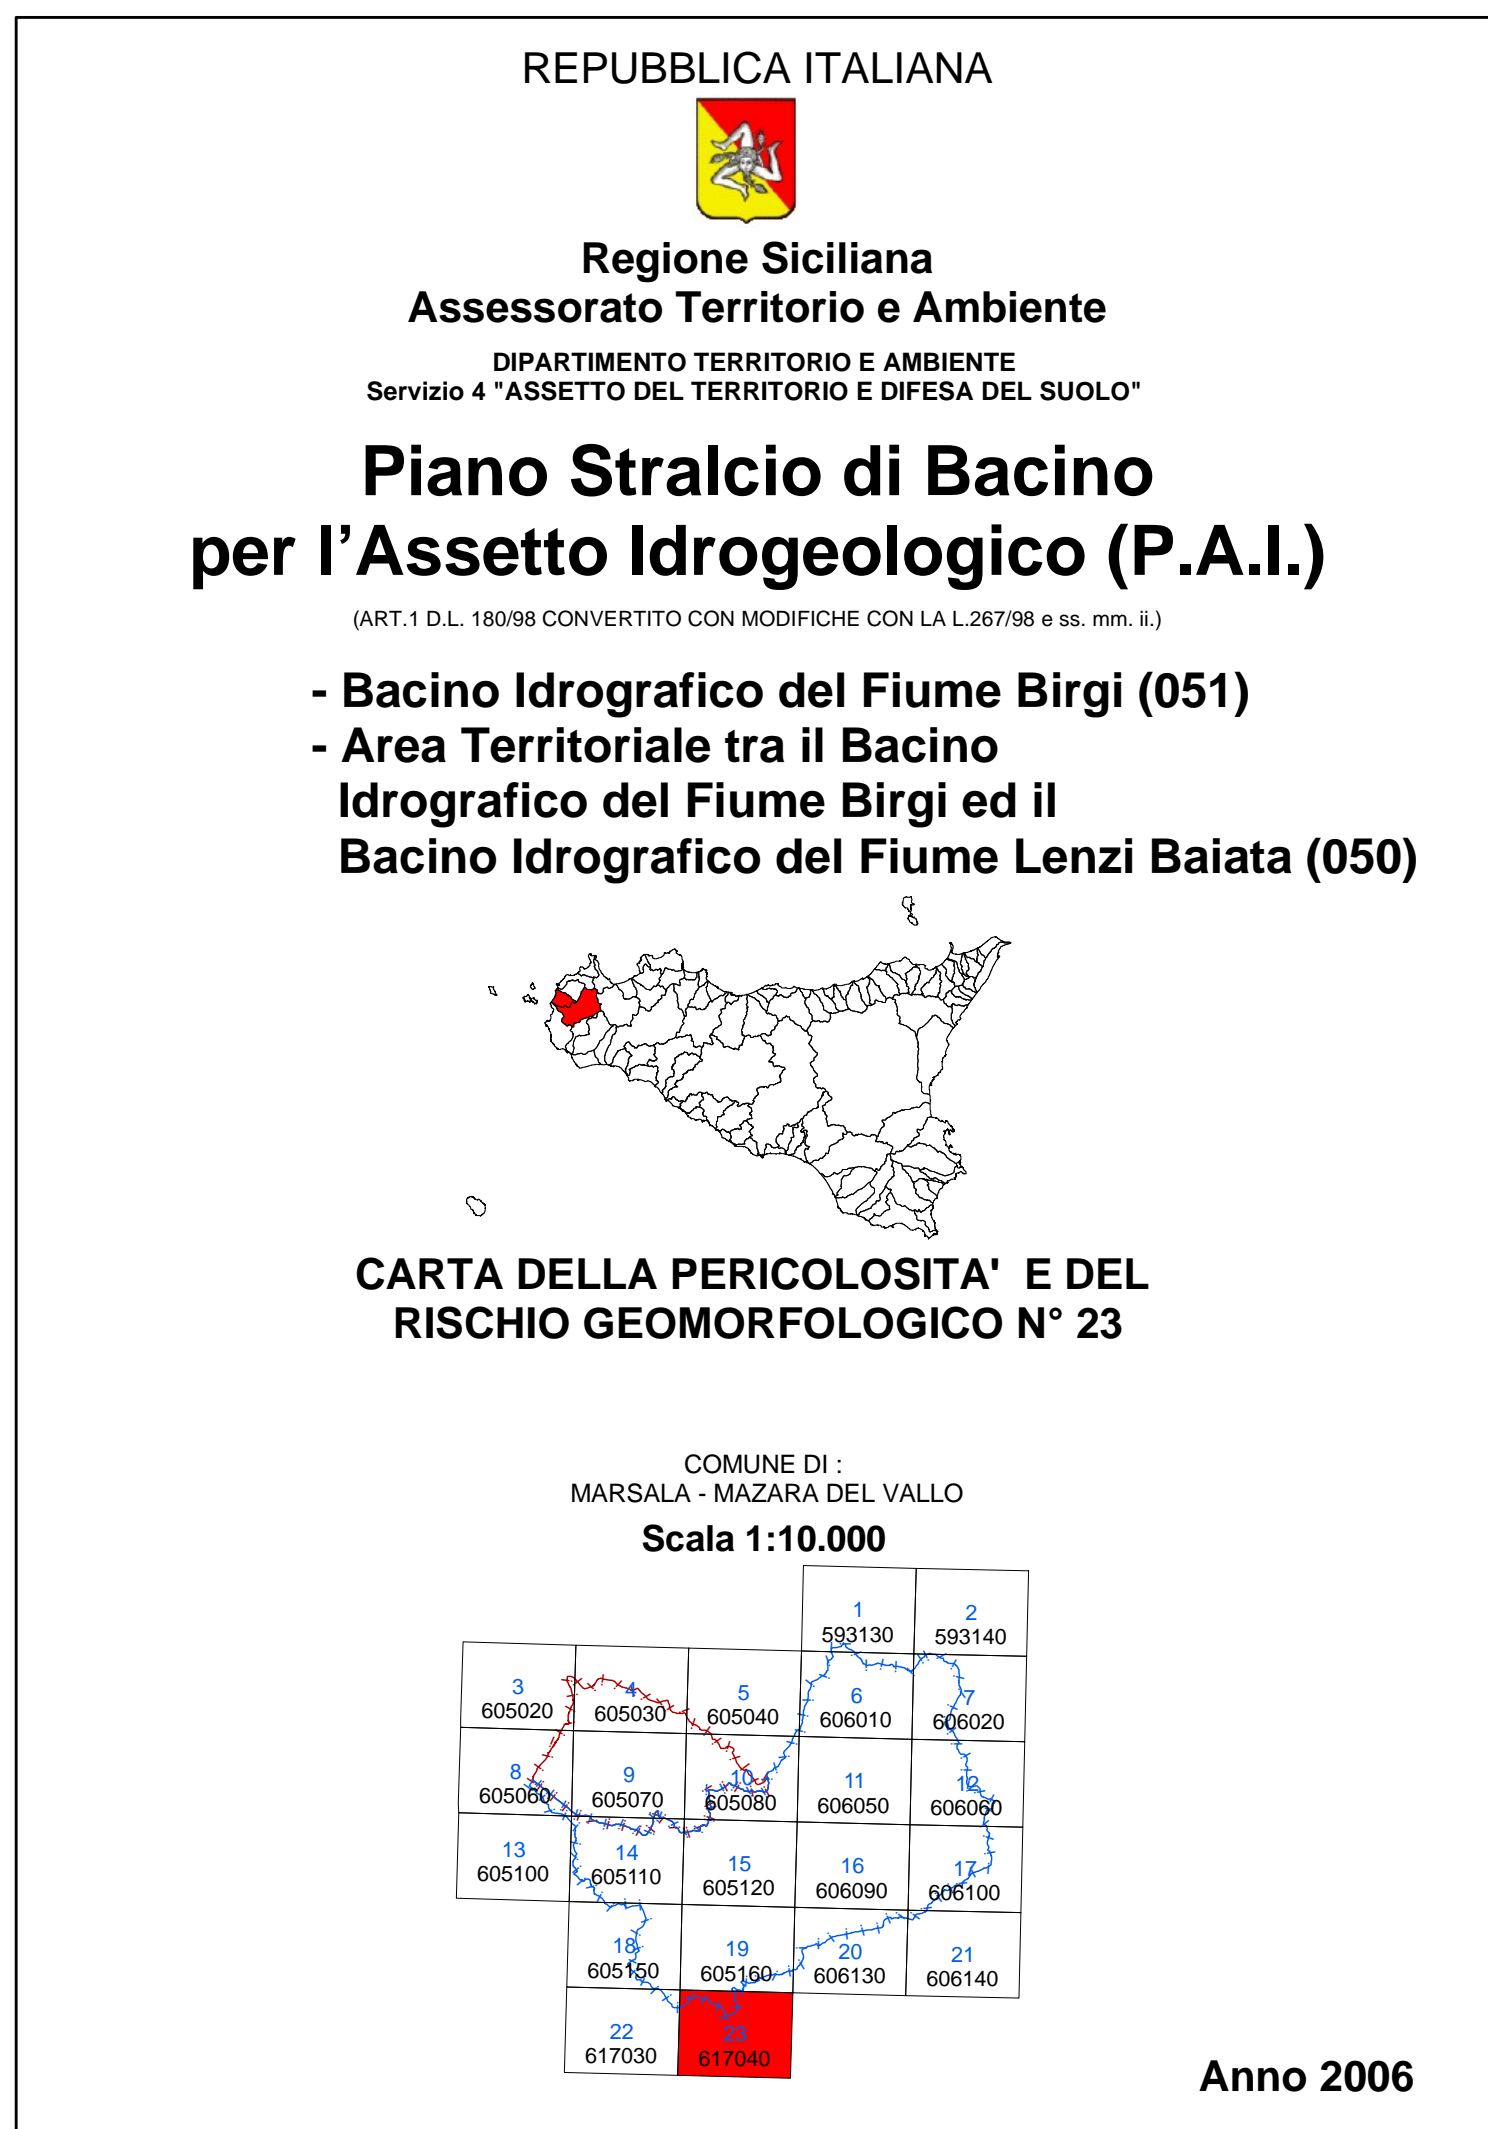 REPUBBLICA ITALIANA
Regione Siciliana
Assessorato Territorio e Ambiente
DIPARTIMENTO TERRITORIO E AMBIENTE
Servizio 4 "ASSETTO DEL TERRITORIO E DIFESA DEL SUOLO"
Piano Stralcio di Bacino
per l’Assetto Idrogeologico (P.A.I.)
(ART.1 D.L. 180/98 CONVERTITO CON MODIFICHE CON LA L.267/98 e ss. mm. ii.)
- Bacino Idrografico del Fiume Birgi (051)
- Area Territoriale tra il Bacino
Idrografico del Fiume Birgi ed il
Bacino Idrografico del Fiume Lenzi Baiata (050)
CARTA DELLA PERICOLOSITA' E DEL
RISCHIO GEOMORFOLOGICO N° 23
COMUNE DI :
MARSALA - MAZARA DEL VALLO
Scala 1:10.000
1 2
593130 593140
3 4 5 6 7
605020 605030 605040 606010 606020
8 9 10 11 12
605060 605070 605080 606050 606060
13 14 15 16 17
605100 605110 605120 606090 606100
18 19 20 21
605150 605160 606130 606140
22 23
617030 617040
Anno 2006